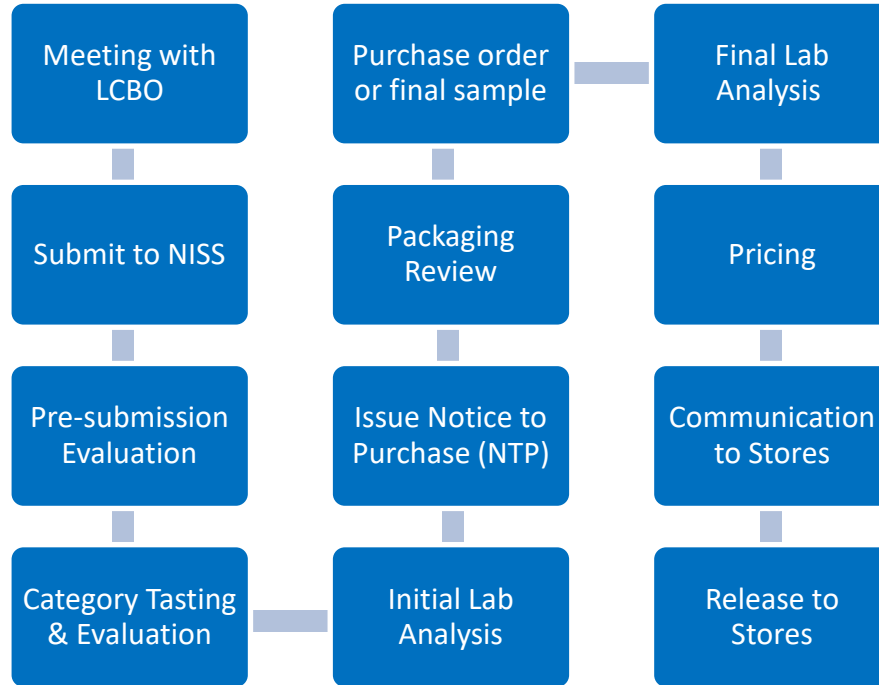 Meeting with
LCBO
Submit to NISS
Pre-submission
Evaluation
Category Tasting
& Evaluation
Initial Lab
Analysis
Issue Notice to
Purchase (NTP)
Packaging
Review
Purchase order
or final sample
Final Lab
Analysis
Pricing
Communication
to Stores
Release to
Stores